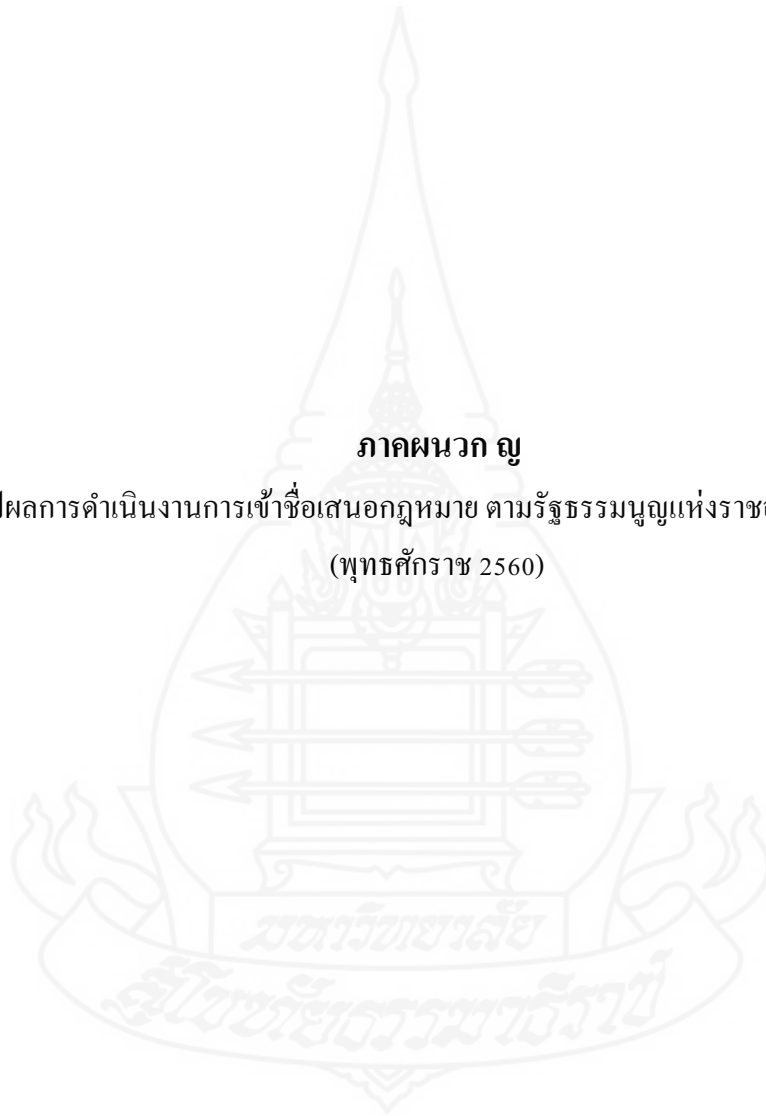 ภาคผนวก ญ
ผลการดำเนินงานการเข้าชื่อเสนอกฎหมาย ตามรัฐธรรมนูญแห่งราช
(พุทธศักราช 2560)
มหาวิทยาลัย
สุโขทัยธรรมาธิราช